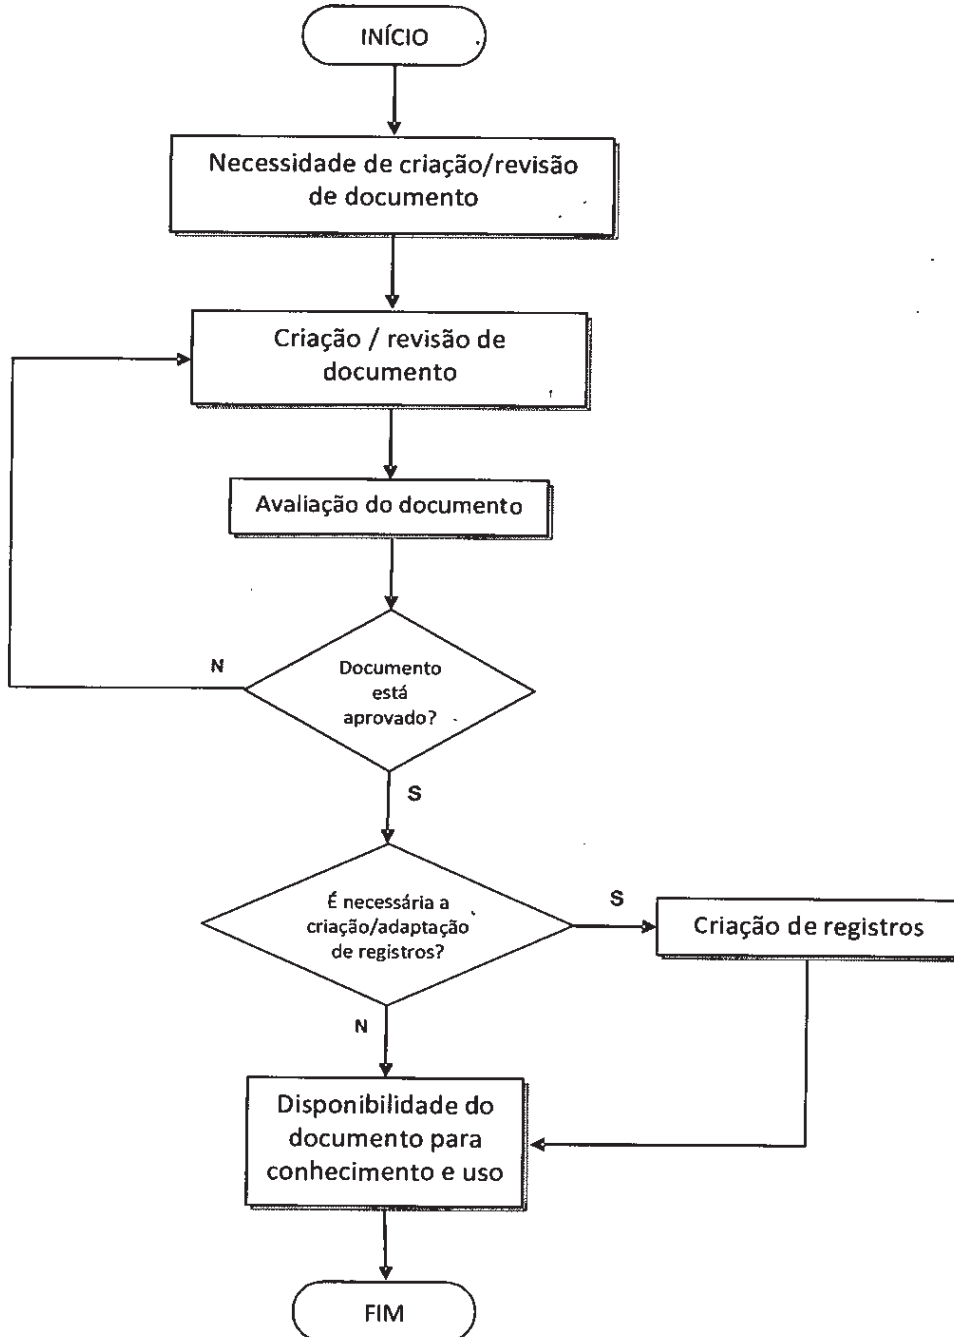 INÍCIO
Necessidade de criação/revisão
de documento
Criação / revisão de
documento
Avaliação do documento
N
Documento
está
aprovado?
S
É necessária a
criação/adaptação
de registros?
S
Criação de registros
N
Disponibilidade do
documento para
conhecimento e uso
FIM